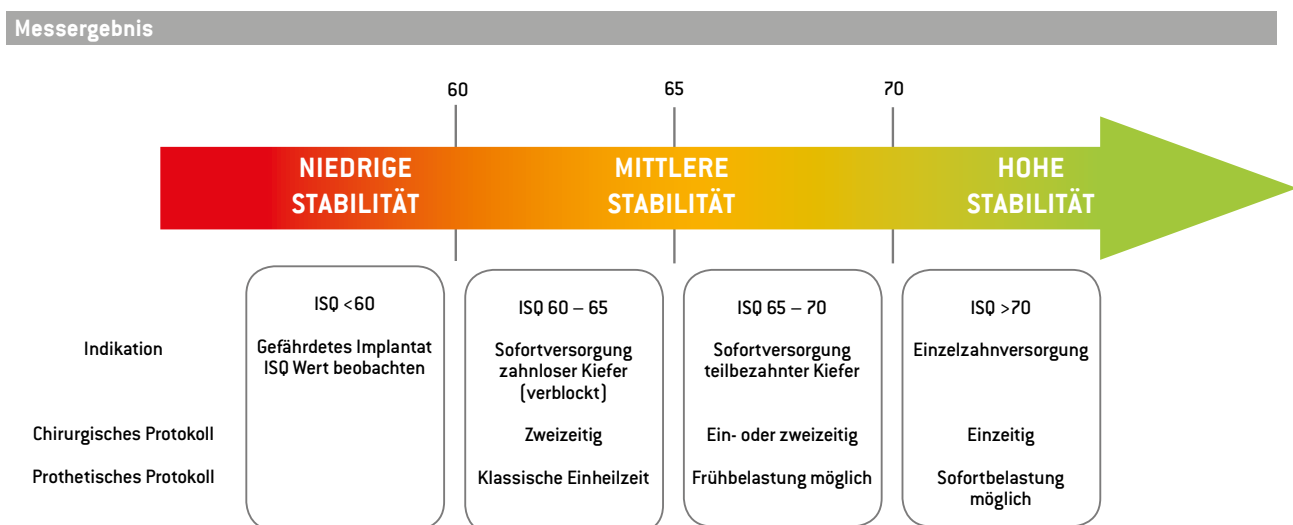 Messergebnis
60
65
70
NIEDRIGE
STABILITÄT
MITTLERE
STABILITÄT
HOHE
STABILITÄT
ISQ <60
ISQ 60 – 65
ISQ 65 – 70
ISQ >70
Indikation
Gefährdetes Implantat
ISQ Wert beobachten
Sofortversorgung
zahnloser Kiefer
(verblockt)
Sofortversorgung
teilbezahnter Kiefer
Einzelzahnversorgung
Chirurgisches Protokoll
Zweizeitig
Ein- oder zweizeitig
Einzeitig
Prothetisches Protokoll
Klassische Einheilzeit
Frühbelastung möglich
Sofortbelastung
möglich